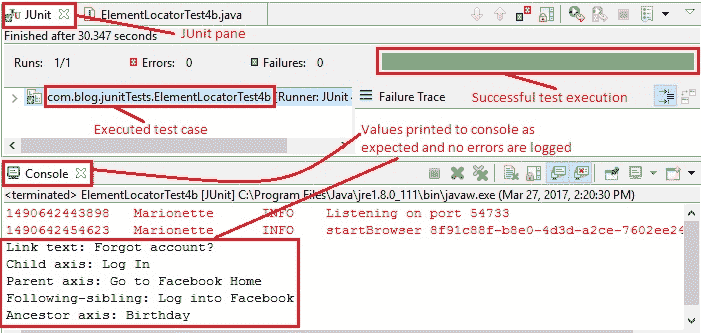 JUnit
ElementLocatorTest4b.java
Finished after 30.347 seconds
JUnit pane
Runs: 1/1 Errors: 0 Failures: 0
com.blog.junitTests.ElementLocatorTest4b [Runner: JUnit
Failure Trace
Successful test execution
Executed test case
Values printed to console as
expected and no errors are logged
Console
<terminated> ElementLocatorTest4b [JUnit] C:\Program Files\Java\jre1.8.0_111\bin\javaw.exe (Mar 27, 2017, 2:20:30 PM)
1490642443898 Marionette INFO Listening on port 54733
1490642454623 Marionette INFO startBrowser 8f91c88f-b8e0-4d3d-a2ce-7602ee24
Link text: Forgot account?
Child axis: Log In
Parent axis: Go to Facebook Home
Following-sibling: Log into Facebook
Ancestor axis: Birthday